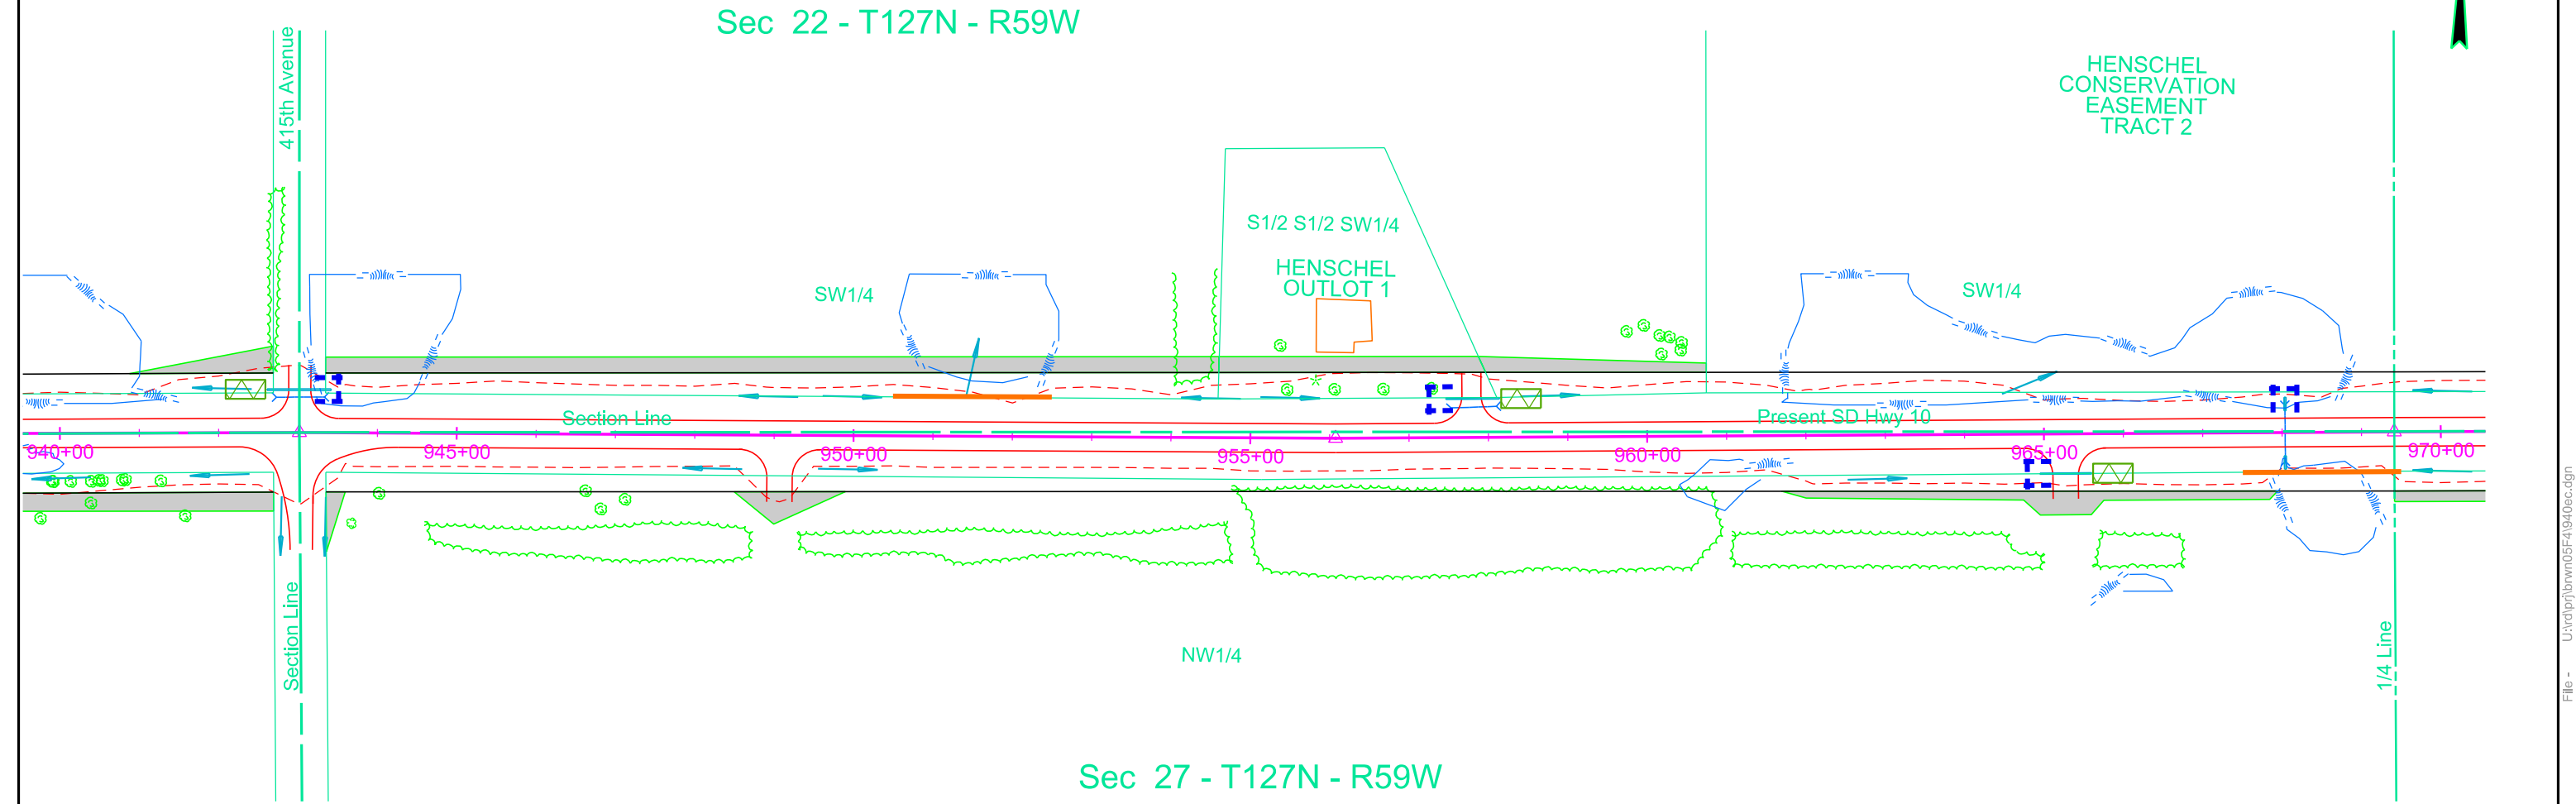 Sec 22 - T127N - R59W
415th Avenue
HENSCHEL
CONSERVATION
EASEMENT
TRACT 2
S1/2 S1/2 SW1/4
HENSCHEL
OUTLOT 1
SW1/4
SW1/4
Section Line
Present SD Hwy 10
940+00
945+00
950+00
955+00
960+00
965+00
970+00
Section Line
NW1/4
1/4 Line
Sec 27 - T127N - R59W
File - U:\rd\prj\brwn05F4\940ec.dgn